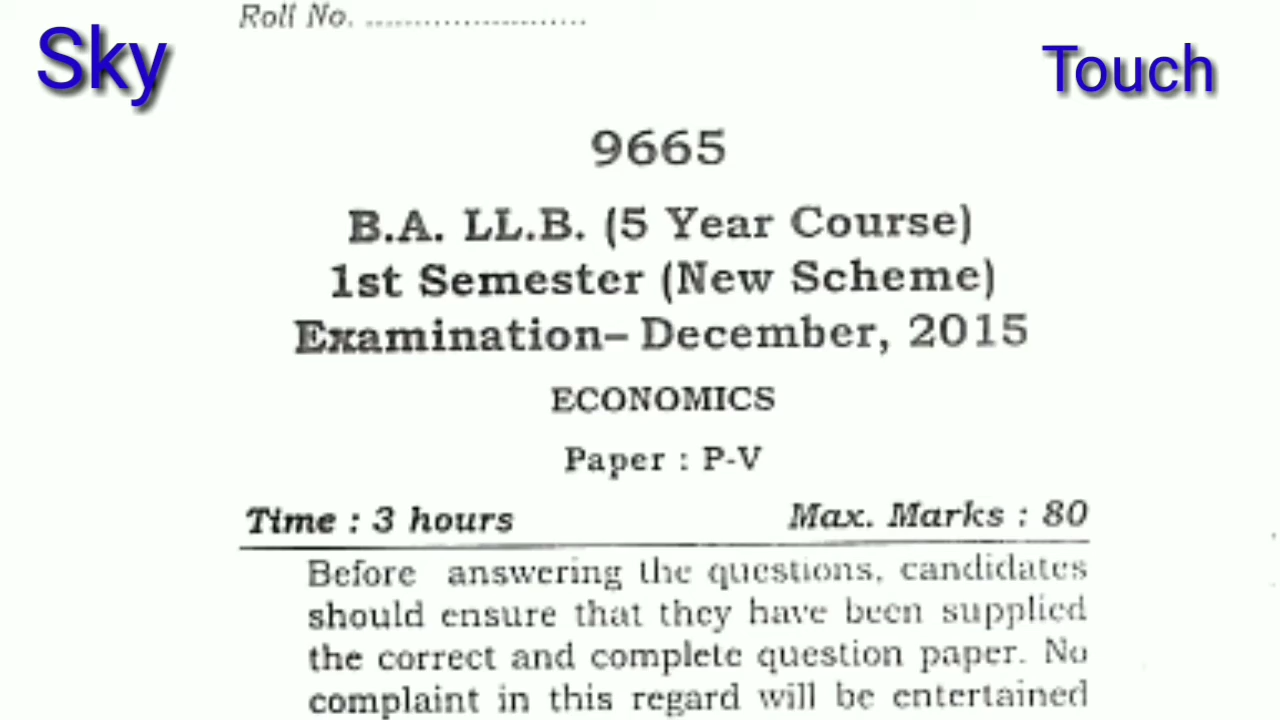 Roll No. ........................
Sky
Touch
9665
B.A. LL.B. (5 Year Course)
1st Semester (New Scheme)
Examination– December, 2015
ECONOMICS
Paper : P-V
Time : 3 hours Max. Marks : 80
Before answering the questions, candidates
should ensure that they have been supplied
the correct and complete question paper. No
complaint in this regard will be entertained